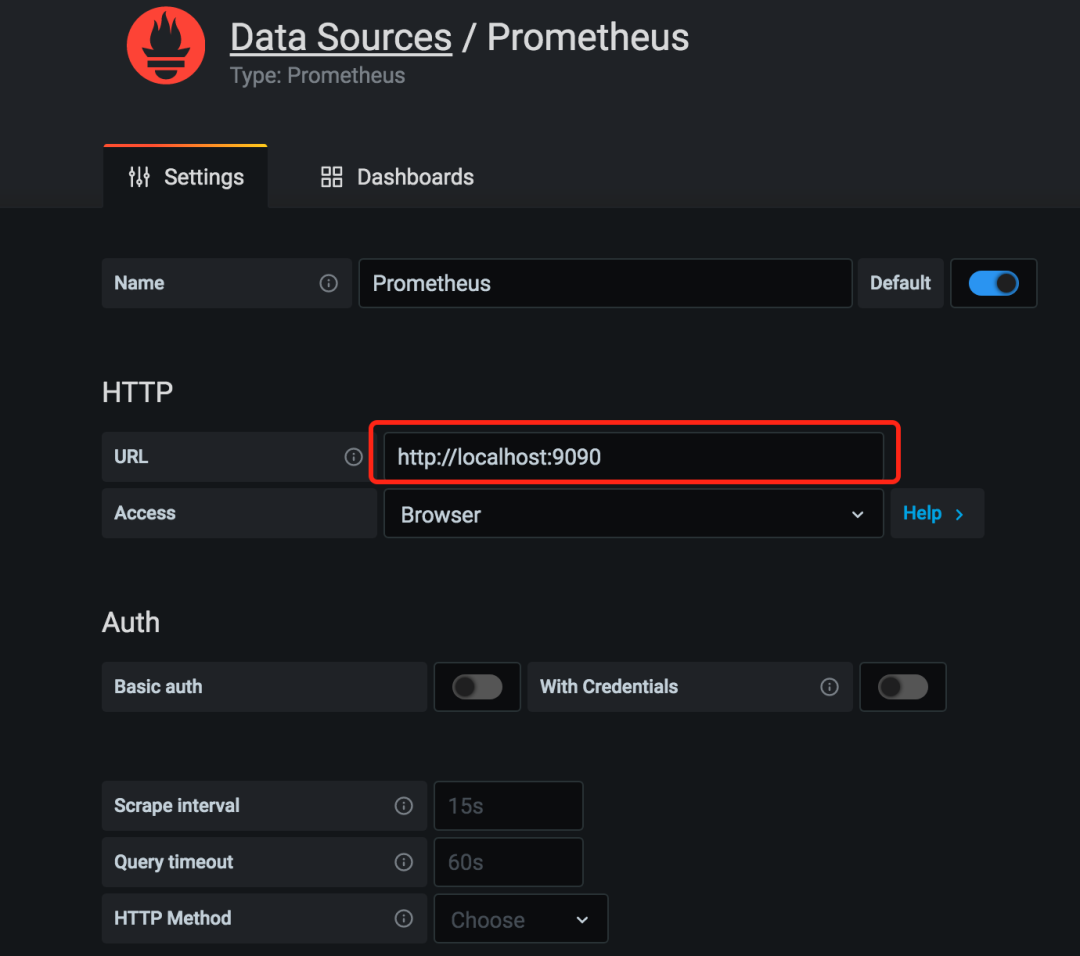 Data Sources / Prometheus
Type: Prometheus
Settings Dashboards
Name Prometheus Default
HTTP
URL http://localhost:9090
Access Browser Help
Auth
Basic auth With Credentials
Scrape interval 15s
Query timeout 60s
HTTP Method Choose